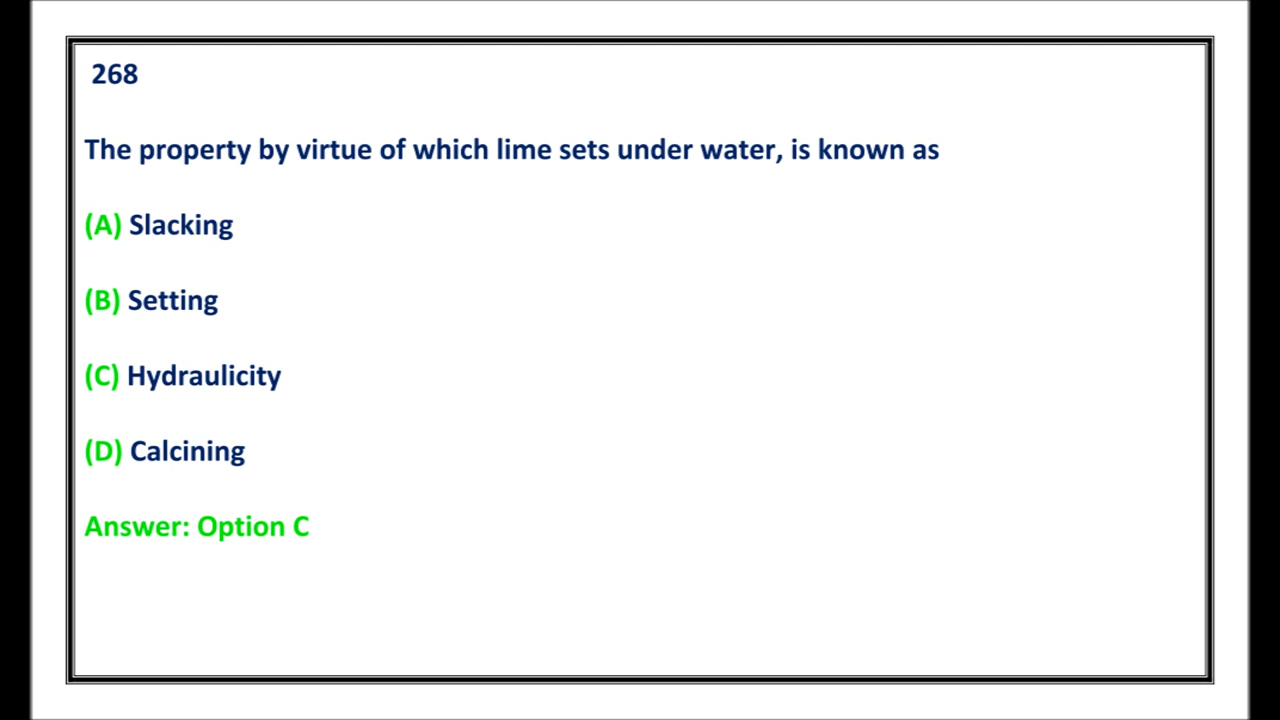 268
The property by virtue of which lime sets under water, is known as
(A) Slacking
(B) Setting
(C) Hydraulicity
(D) Calcining
Answer: Option C